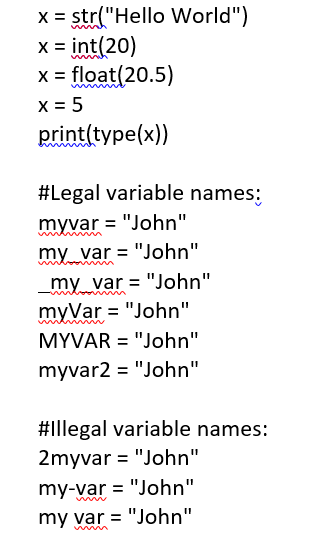 x = str("Hello World")
x = int(20)
x = float(20.5)
x = 5
print(type(x))
#Legal variable names:
myvar = "John"
my_var = "John"
_my_var = "John"
myVar = "John"
MYVAR = "John"
myvar2 = "John"
#Illegal variable names:
2myvar = "John"
my-var = "John"
my var = "John"